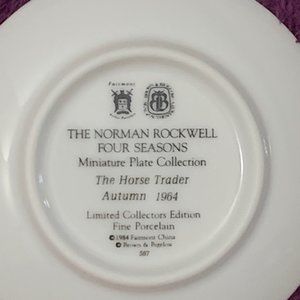 Fairmont
THE NORMAN ROCKWELL
FOUR SEASONS
Miniature Plate Collection
The Horse Trader
Autumn 1964
Limited Collectors Edition
Fine Porcelain
©1984 Fairmont China
© Brown & Bigelow
587